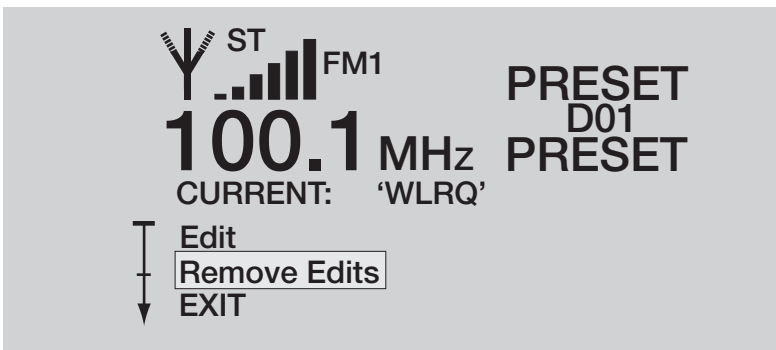 ST
FM1
PRESET
D01
100.1 MHz PRESET
CURRENT: ‘WLRQ’
Edit
Remove Edits
EXIT